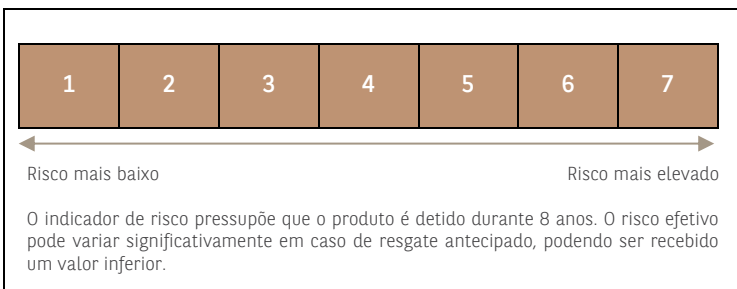 1 2 3 4 5 6 7
Risco mais baixo Risco mais elevado
O indicador de risco pressupõe que o produto é detido durante 8 anos. O risco efetivo
pode variar significativamente em caso de resgate antecipado, podendo ser recebido
um valor inferior.